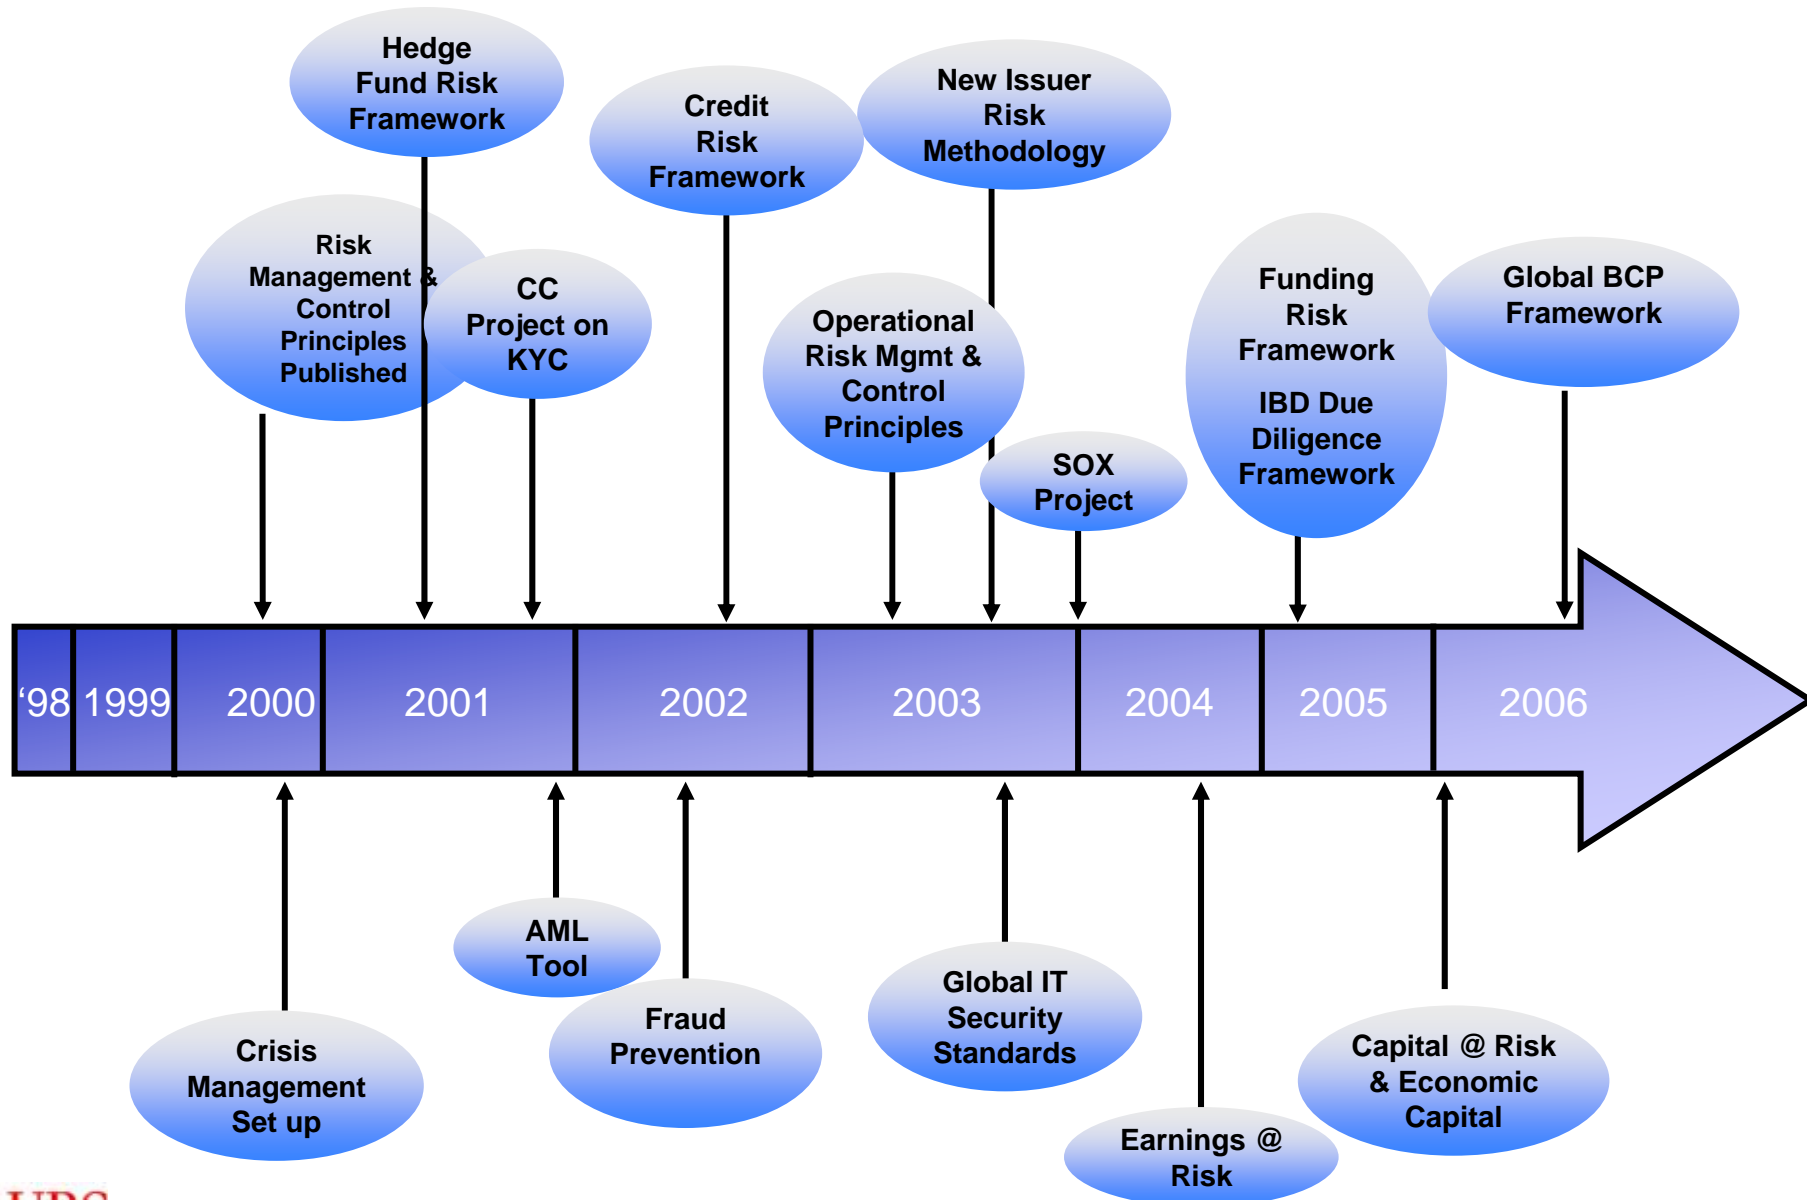 Hedge
Fund Risk
Framework
Credit
Risk
Framework
New Issuer
Risk
Methodology
Risk
Management &
Control
Principles
Published
CC
Project on
KYC
Operational
Risk Mgmt &
Control
Principles
SOX
Project
Funding
Risk
Framework
IBD Due
Diligence
Framework
Global BCP
Framework
‘98 1999 2000 2001 2002 2003 2004 2005 2006
AML
Tool
Fraud
Prevention
Crisis
Management
Set up
Global IT
Security
Standards
Earnings @
Risk
Capital @ Risk
& Economic
Capital
UBS